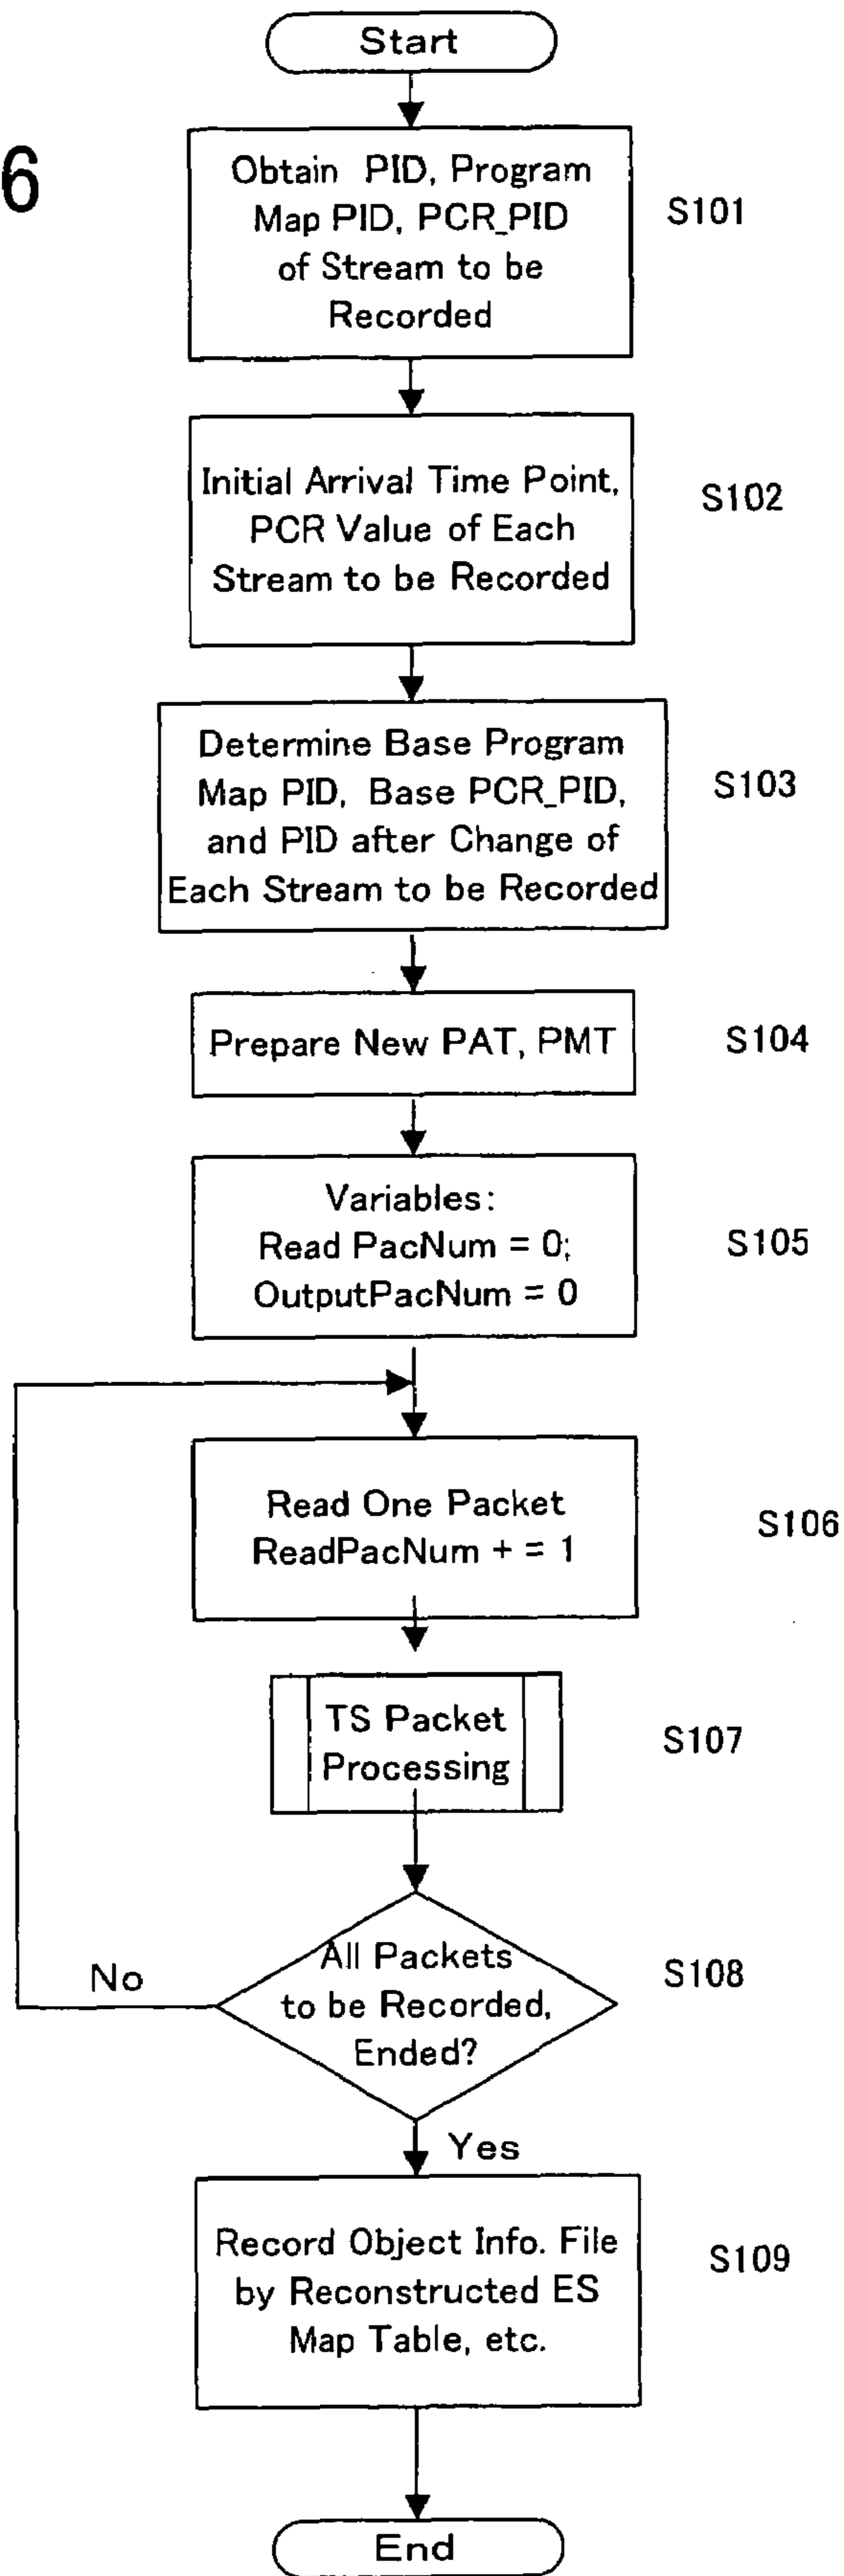 Start
6
Obtain PID, Program
Map PID, PCR_PID
of Stream to be
Recorded
S101
Initial Arrival Time Point,
PCR Value of Each
Stream to be Recorded
S102
Determine Base Program
Map PID, Base PCR_PID,
and PID after Change of
Each Stream to be Recorded
S103
Prepare New PAT, PMT
S104
Variables:
Read PacNum = 0;
OutputPacNum = 0
S105
Read One Packet
ReadPacNum + = 1
S106
TS Packet
Processing
S107
All Packets
to be Recorded,
Ended?
S108
No
Yes
Record Object Info. File
by Reconstructed ES
Map Table, etc.
S109
End